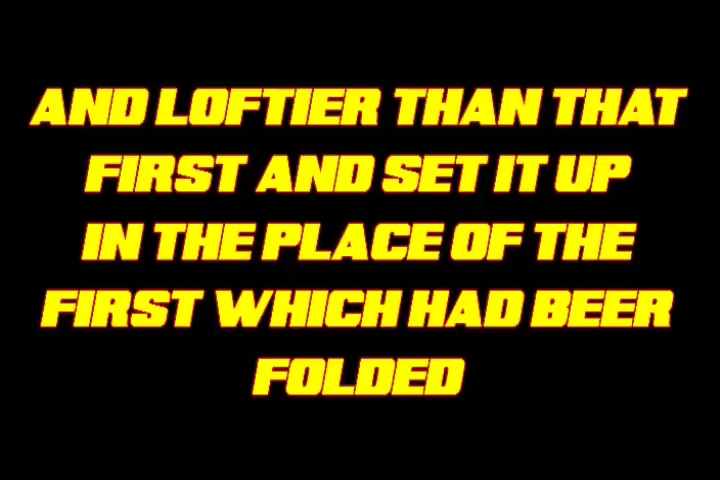 AND LOFTIER THAN THAT
FIRST AND SET IT UP
IN THE PLACE OF THE
FIRST WHICH HAD BEER
FOLDED